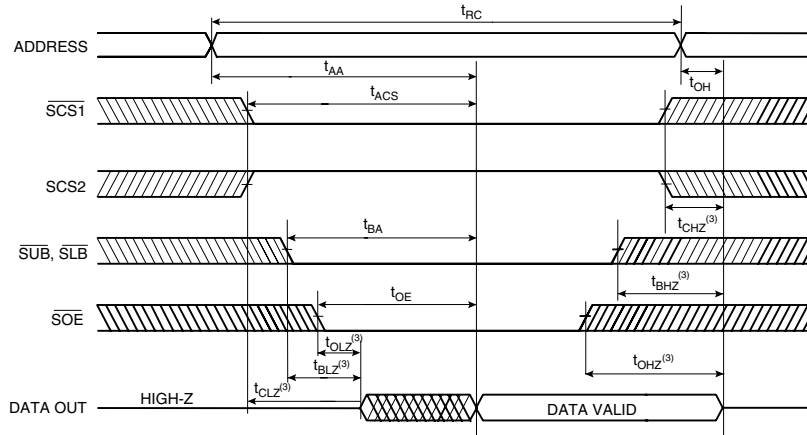 tRC
ADDRESS
tAA
tOH
tACS
SCS1
SCS2
tCHZ(3)
tBA
SUB, SLB
tBHZ(3)
tOE
SOE
tOLZ(3)
tOHZ(3)
tBLZ(3)
tCLZ(3)
HIGH-Z
DATA OUT
DATA VALID